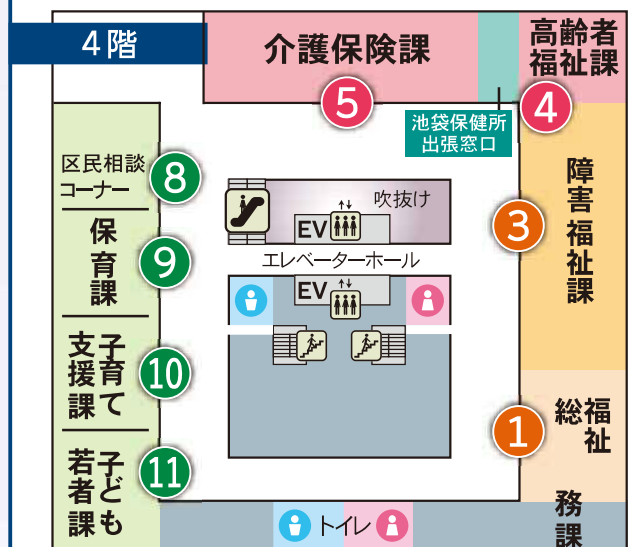 4階
介護保険課
5
高齢者
福祉課
4
池袋保健所
出張窓口
区民相談
コーナー
8
保育課
9
子育て
支援課
10
子ども
若者課
11
吹抜け
EV
エレベーターホール
EV
障害福祉課
3
福祉
総務課
1
トイレ